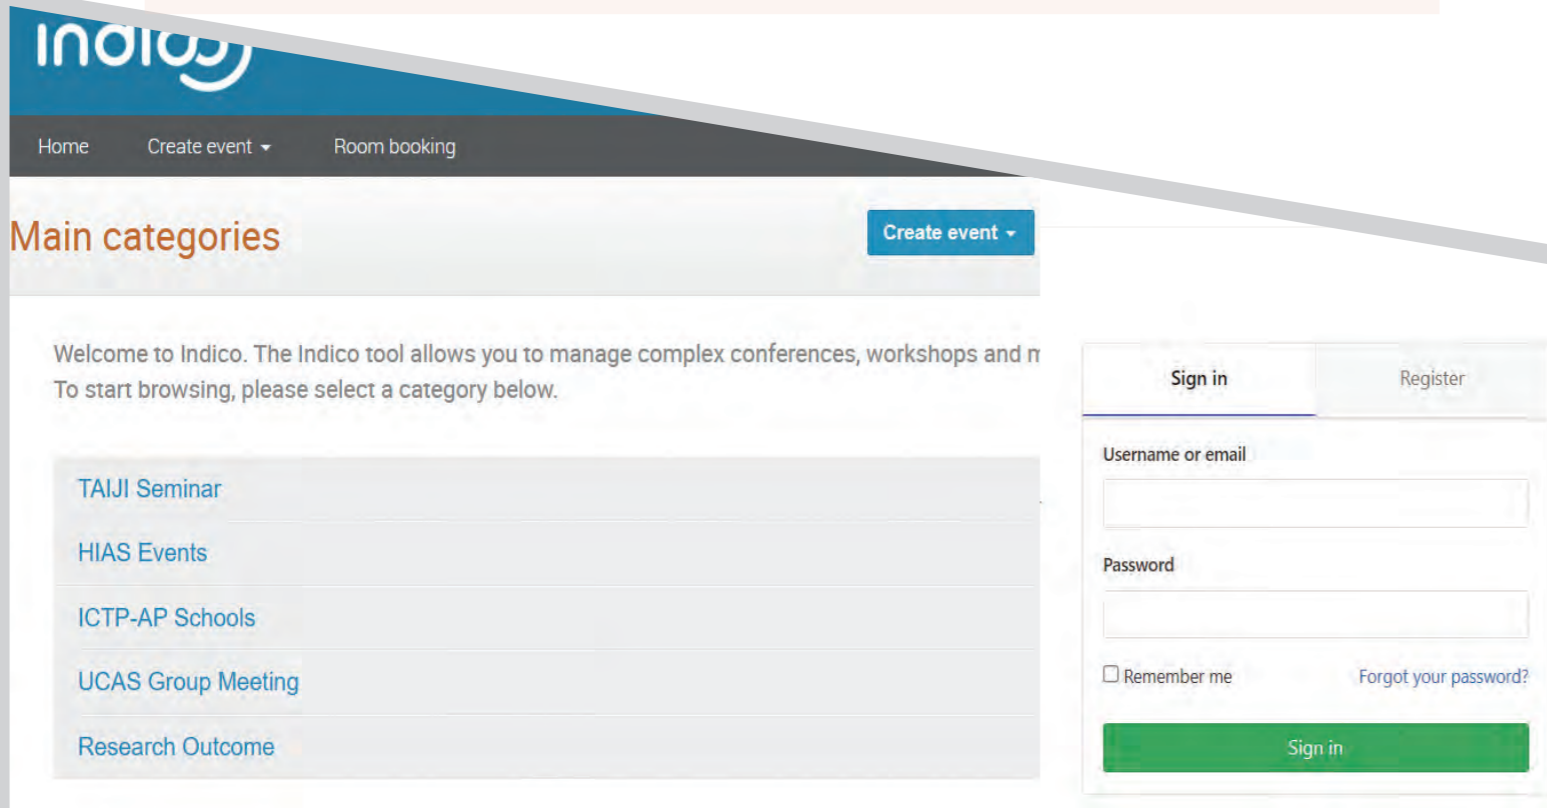 indico
Home
Create event
Room booking
Main categories
Create event
Welcome to Indico. The Indico tool allows you to manage complex conferences, workshops and
To start browsing, please select a category below.
TAIJI Seminar
HIAS Events
ICTP-AP Schools
UCAS Group Meeting
Research Outcome
Sign in
Register
Username or email
Password
Remember me
Forgot your password?
Sign in